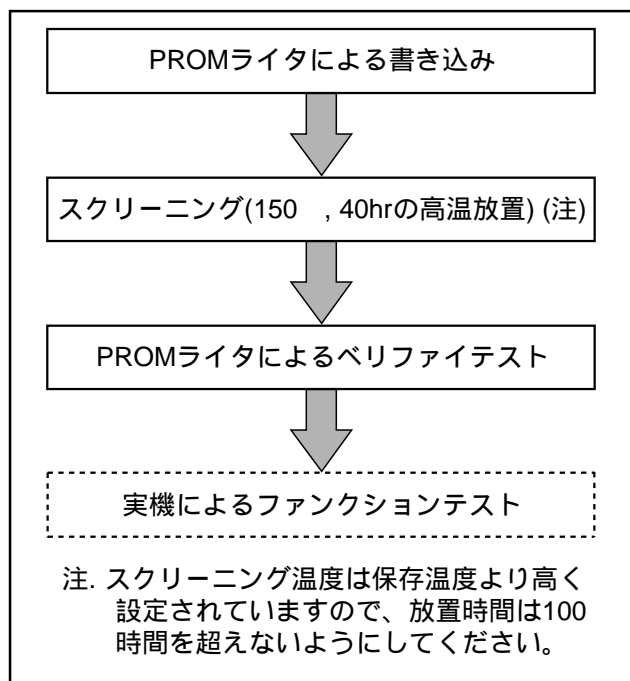 PROMライタによる書き込み
スクリーニング(150　, 40hrの高温放置) (注)
PROMライタによるベリファイテスト
実機によるファンクションテスト
注. スクリーニング温度は保存温度より高く
設定されていますので、放置時間は100
時間を超えないようにしてください。